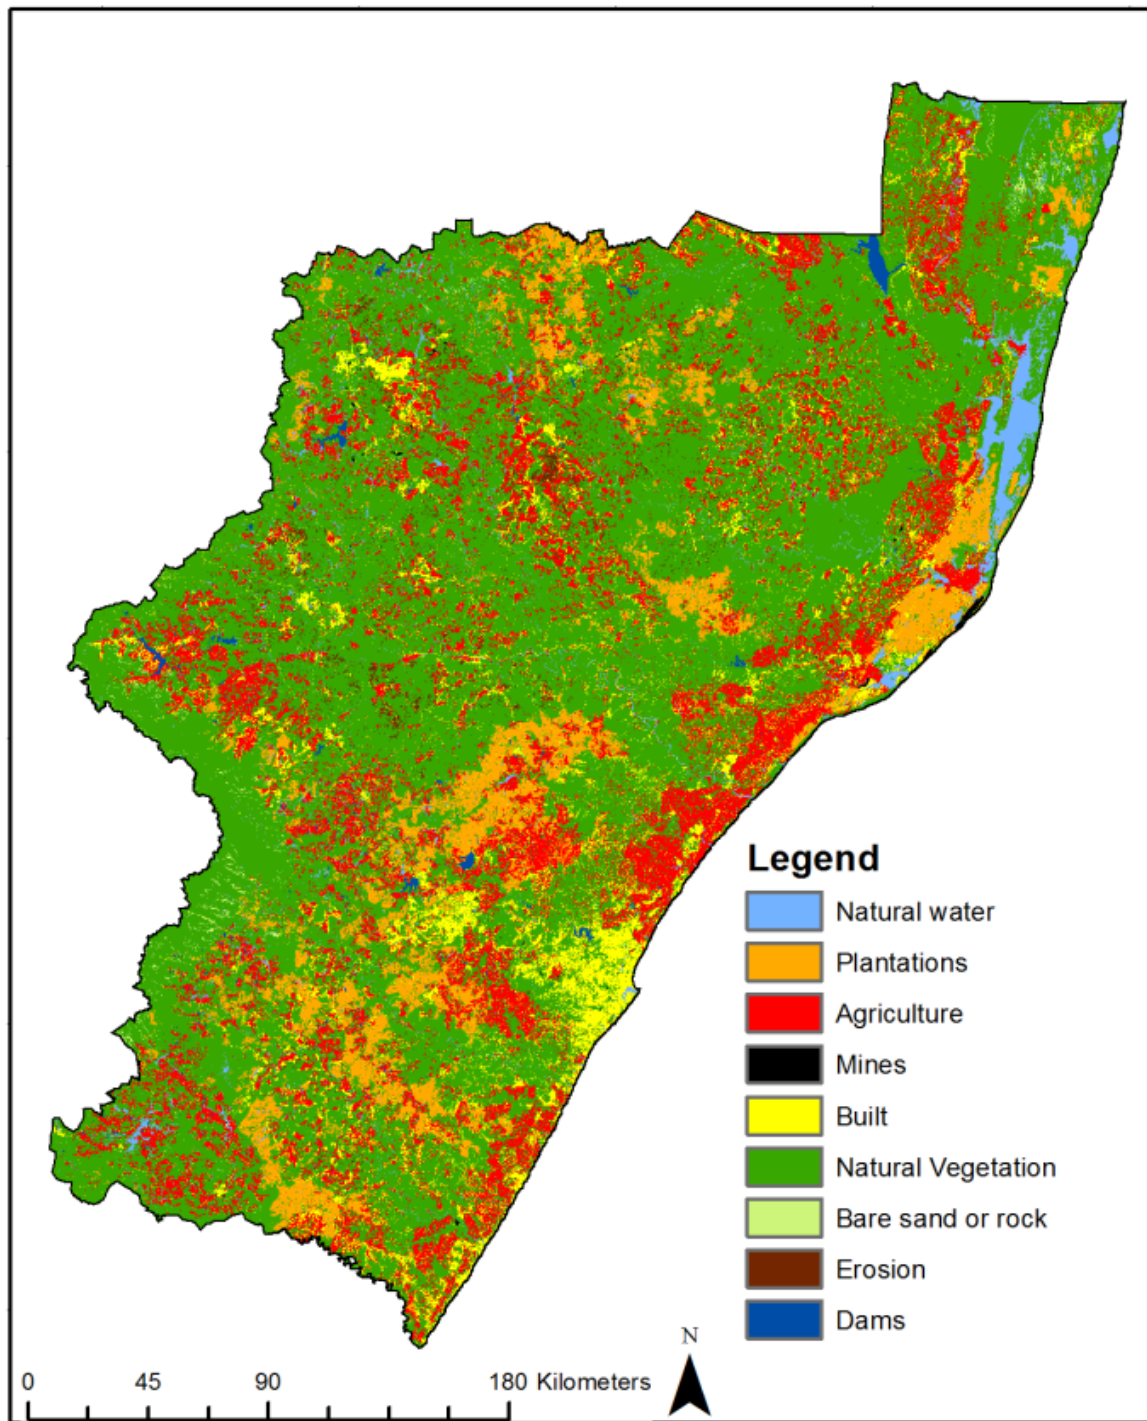 Legend
Natural water
Plantations
Agriculture
Mines
Built
Natural Vegetation
Bare sand or rock
Erosion
Dams
N
0 45 90 180 Kilometers